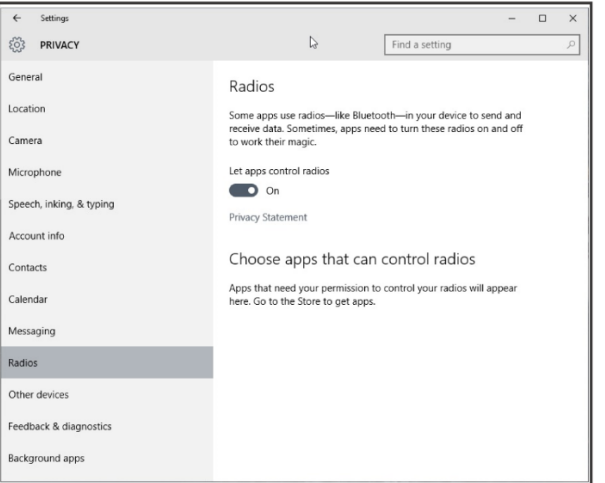 Settings
PRIVACY
Find a setting
General
Location
Camera
Microphone
Speech, inking, & typing
Account info
Contacts
Calendar
Messaging
Radios
Other devices
Feedback & diagnostics
Background apps
Radios
Some apps use radios—like Bluetooth—in your device to send and
receive data. Sometimes, apps need to turn these radios on and off
to work their magic.
Let apps control radios
On
Privacy Statement
Choose apps that can control radios
Apps that need your permission to control your radios will appear
here. Go to the Store to get apps.